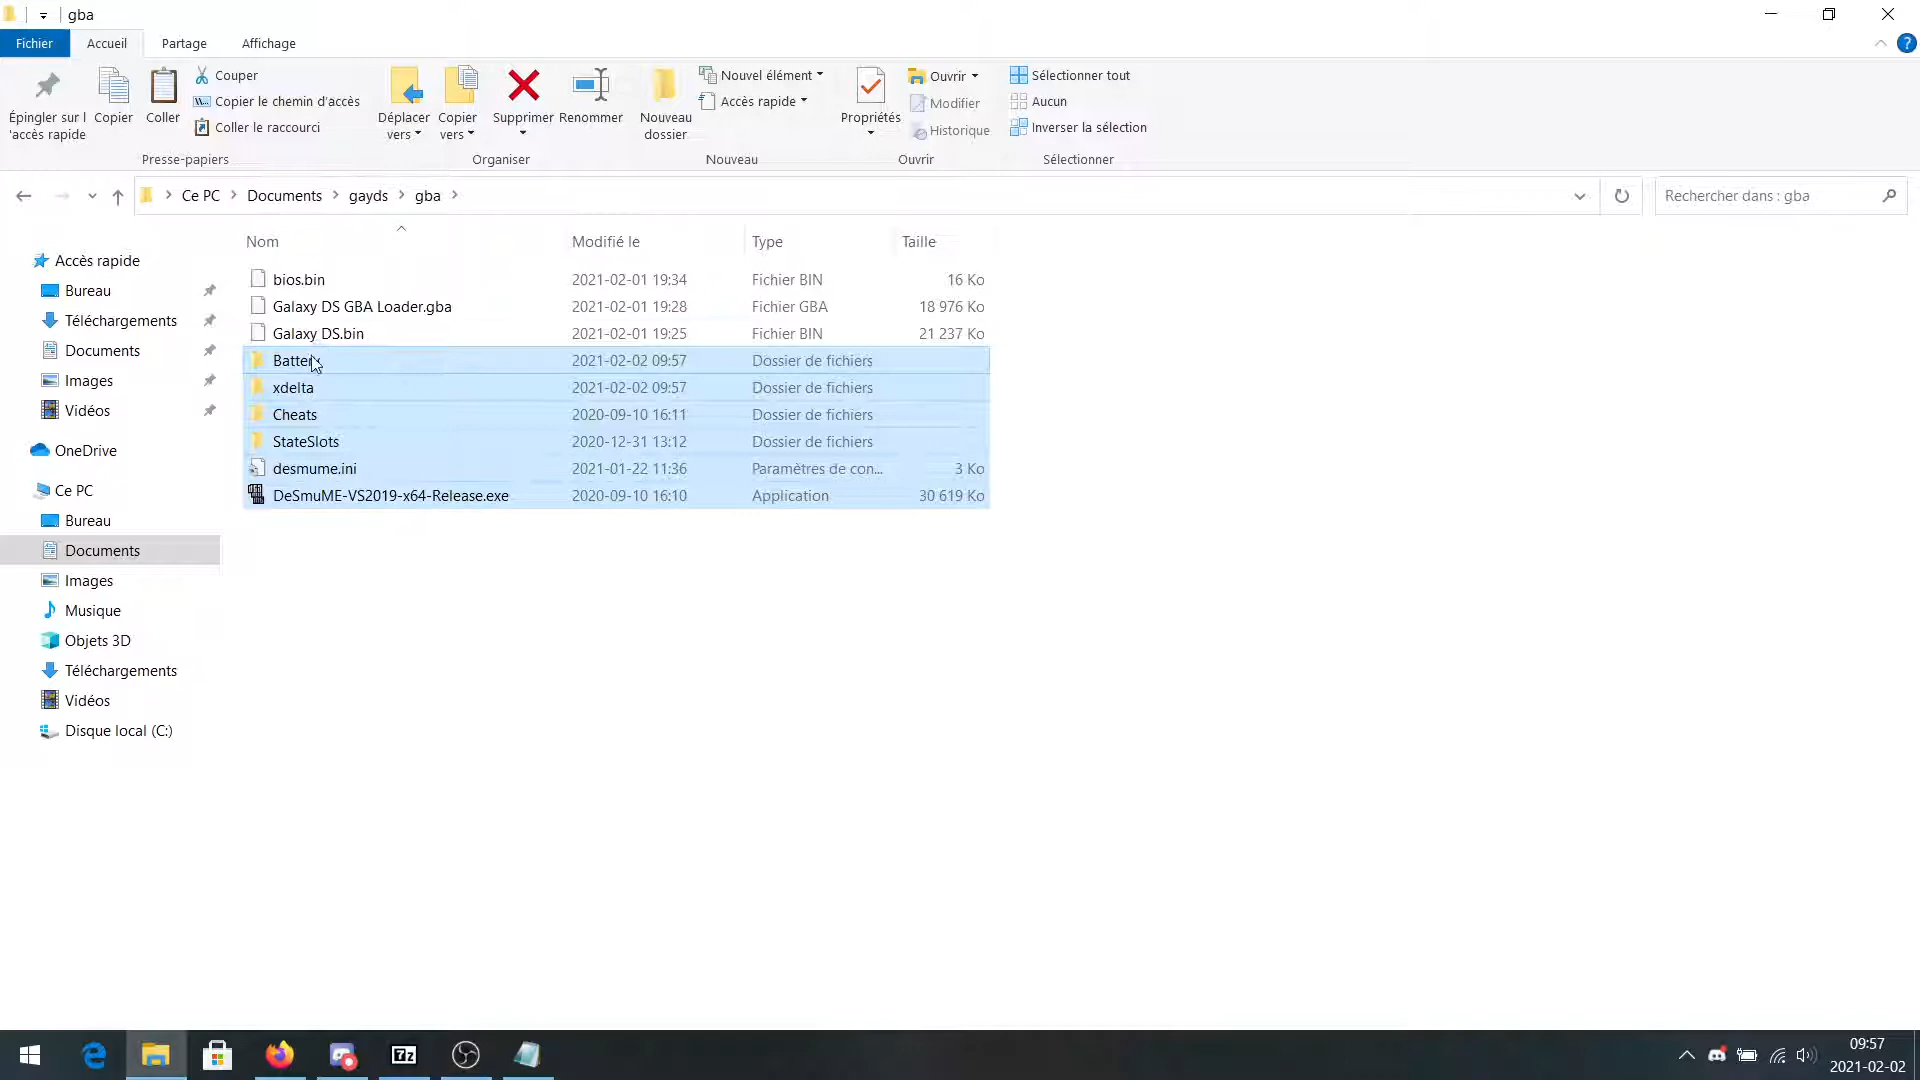 gba
Fichier
Accueil
Partage
Affichage
?
Épingler sur l
'accès rapide
Copier
Coller
Couper
Copier le chemin d'accès
Coller le raccourci
Presse-papiers
Déplacer
vers
Copier
vers
Supprimer
Renommer
Organiser
Nouveau
dossier
Nouvel élément
Accès rapide
Nouveau
Propriétés
Ouvrir
Modifier
Historique
Ouvrir
Sélectionner tout
Aucun
Inverser la sélection
Sélectionner
Ce PC
Documents
gayds
gba
Rechercher dans : gba
Nom
Modifié le
Type
Taille
bios.bin 2021-02-01 19:34 Fichier BIN 16 Ko
Galaxy DS GBA Loader.gba 2021-02-01 19:28 Fichier GBA 18 976 Ko
Galaxy DS.bin 2021-02-01 19:25 Fichier BIN 21 237 Ko
Battery 2021-02-02 09:57 Dossier de fichiers
xdelta 2021-02-02 09:57 Dossier de fichiers
Cheats 2020-09-10 16:11 Dossier de fichiers
StateSlots 2020-12-31 13:12 Dossier de fichiers
desmume.ini 2021-01-22 11:36 Paramètres de con... 3 Ko
DeSmuME-VS2019-x64-Release.exe 2020-09-10 16:10 Application 30 619 Ko
Accès rapide
Bureau
Téléchargements
Documents
Images
Vidéos
OneDrive
Ce PC
Bureau
Documents
Images
Musique
Objets 3D
Téléchargements
Vidéos
Disque local (C:)
7z
09:57
2021-02-02